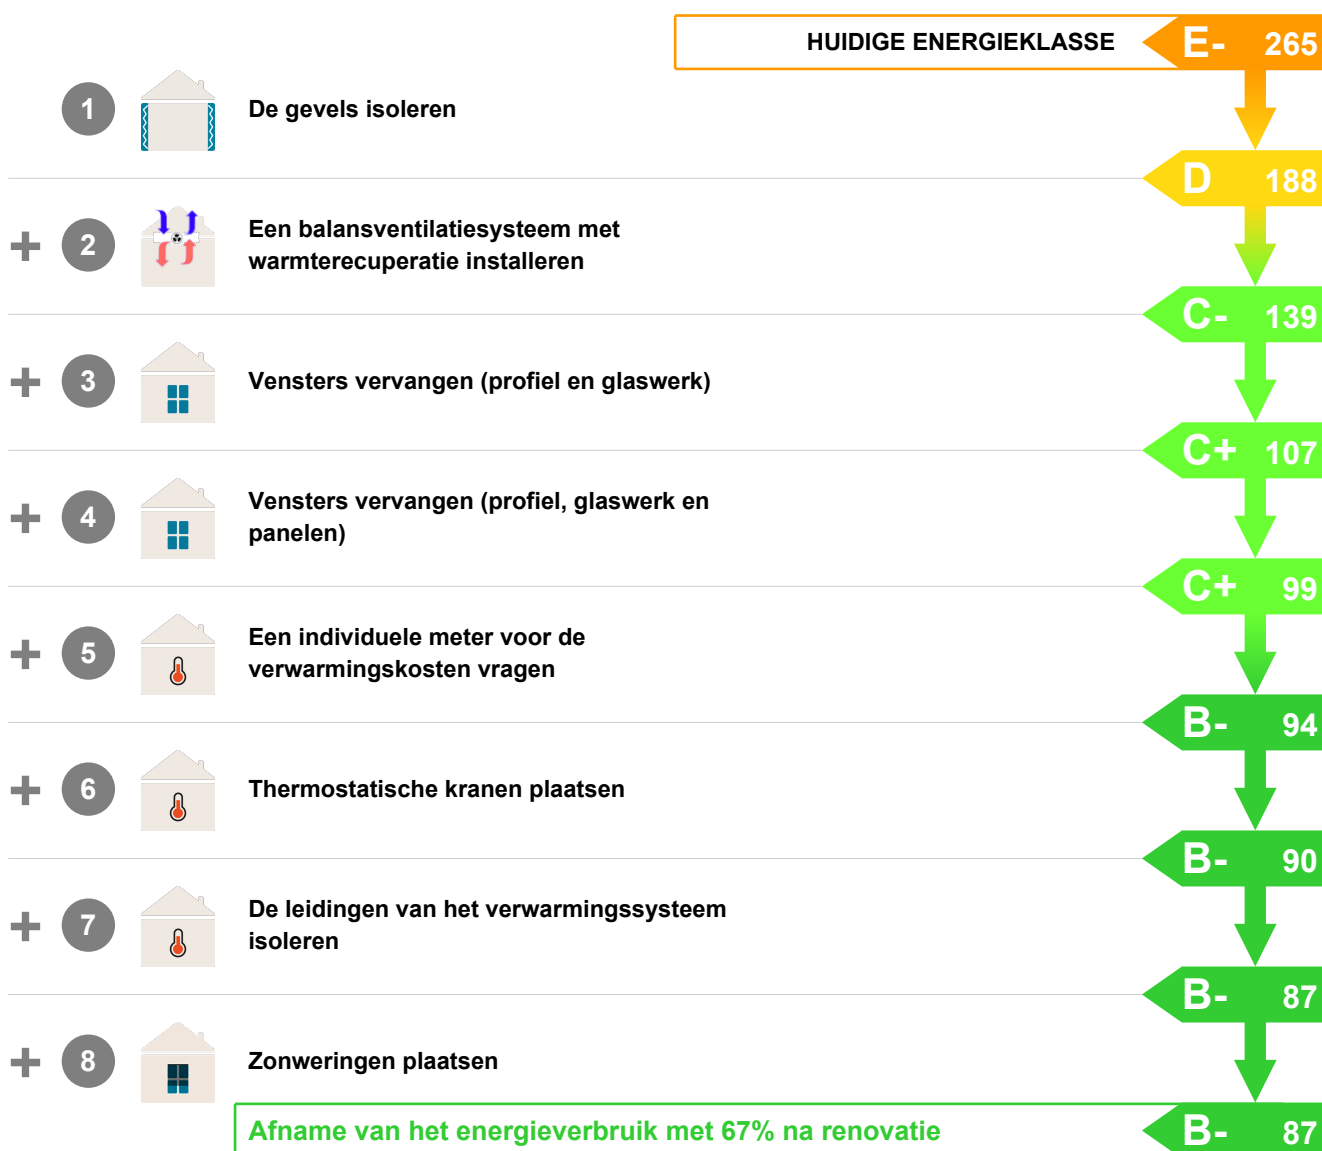 HUIDIGE ENERGIEKLASSE E- 265
1 De gevels isoleren
D 188
+ 2 Een balansventilatiesysteem met
warmterecuperatie installeren
C- 139
+ 3 Vensters vervangen (profiel en glaswerk)
C+ 107
+ 4 Vensters vervangen (profiel, glaswerk en
panelen)
C+ 99
+ 5 Een individuele meter voor de
verwarmingskosten vragen
B- 94
+ 6 Thermostatische kranen plaatsen
B- 90
+ 7 De leidingen van het verwarmingssysteem
isoleren
B- 87
+ 8 Zonweringen plaatsen
Afname van het energieverbruik met 67% na renovatie B- 87